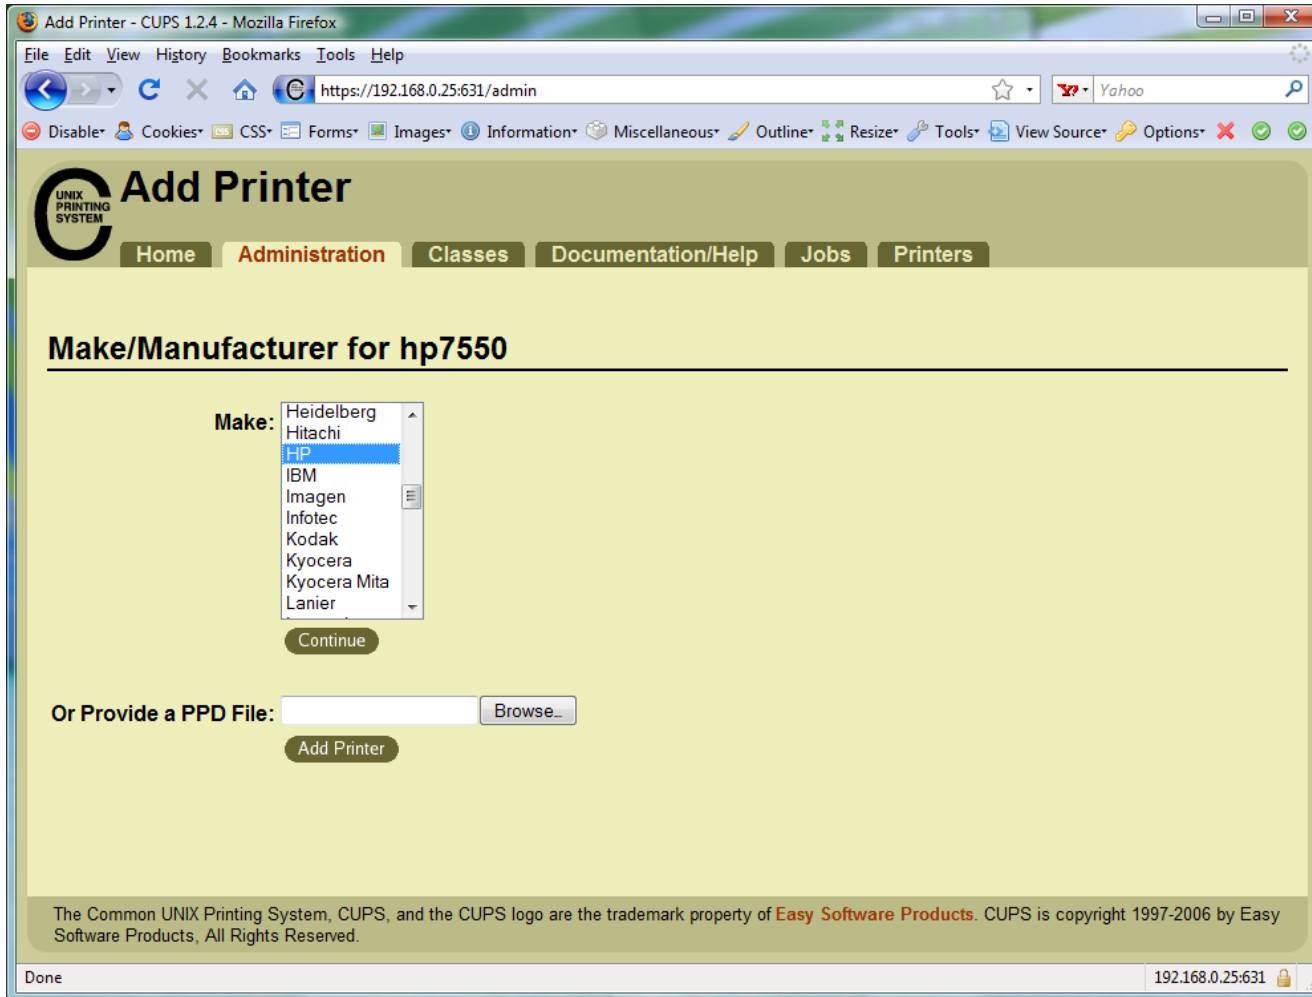 Add Printer - CUPS 1.2.4 - Mozilla Firefox
File Edit View History Bookmarks Tools Help
https://192.168.0.25:631/admin
Yahoo
Disable Cookies CSS Forms Images Information Miscellaneous Outline Resize Tools View Source Options
UNIX
PRINTING
SYSTEM
Add Printer
Home Administration Classes Documentation/Help Jobs Printers
Make/Manufacturer for hp7550
Make:
Heidelberg
Hitachi
HP
IBM
Imagen
Infotec
Kodak
Kyocera
Kyocera Mita
Lanier
Continue
Or Provide a PPD File: Browse...
Add Printer
The Common UNIX Printing System, CUPS, and the CUPS logo are the trademark property of Easy Software Products. CUPS is copyright 1997-2006 by Easy
Software Products, All Rights Reserved.
Done 192.168.0.25:631